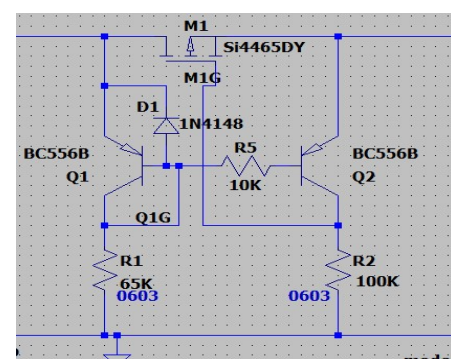 M1
Si4465DY
M1G
D1
1N4148
BC556B
Q1
R5
10K
BC556B
Q2
Q1G
R1
65K
0603
R2
100K
0603